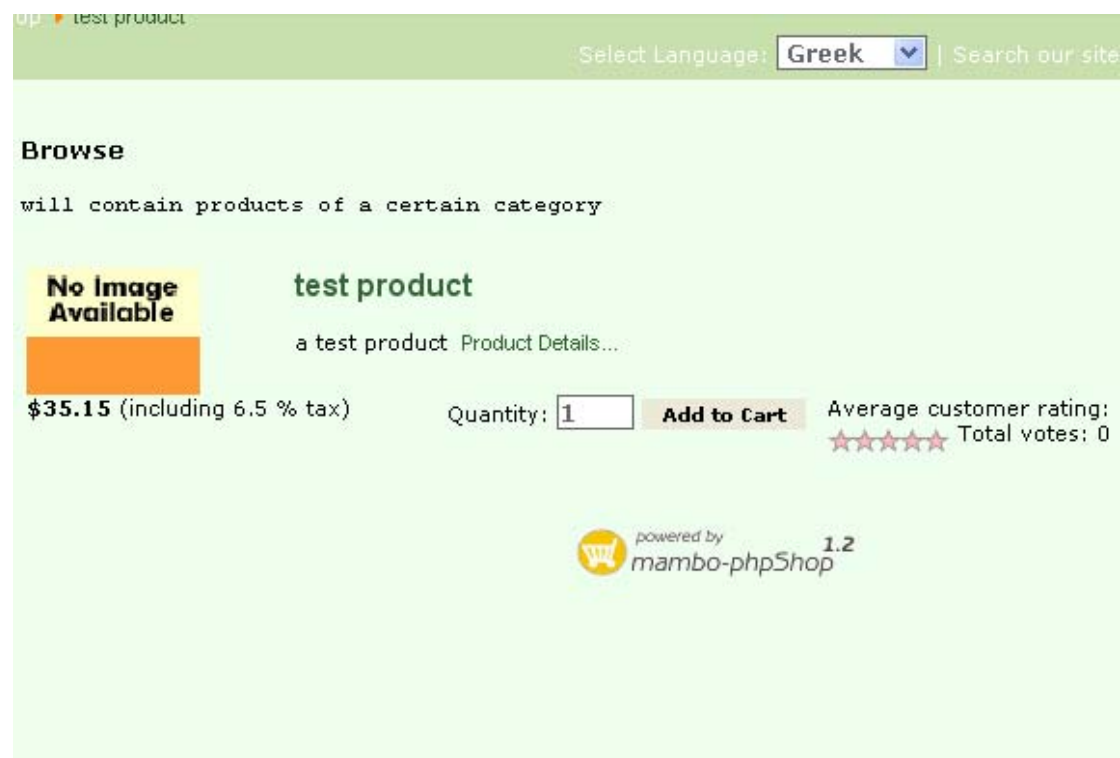 up test product
Select Language: Greek | Search our site
Browse
will contain products of a certain category
No Image
Available
test product
a test product Product Details...
$35.15 (including 6.5 % tax) Quantity: 1 Add to Cart Average customer rating:
Total votes: 0
powered by
mambo-phpShop 1.2